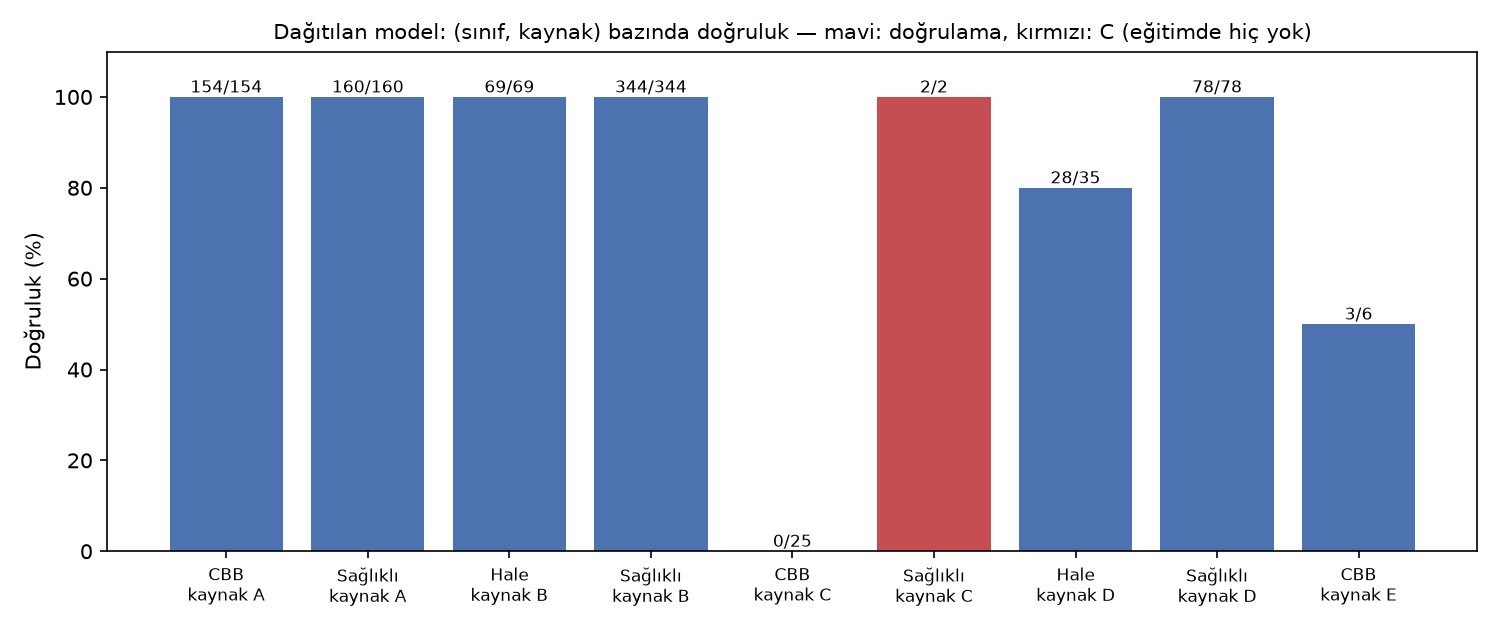 Dağıtılan model: (sınıf, kaynak) bazında doğruluk — mavi: doğrulama, kırmızı: C (eğitimde hiç yok)
Doğruluk (%)
100
80
60
40
20
0
154/154
160/160
69/69
344/344
0/25
2/2
28/35
78/78
3/6
CBB
kaynak A
Sağlıklı
kaynak A
Hale
kaynak B
Sağlıklı
kaynak B
CBB
kaynak C
Sağlıklı
kaynak C
Hale
kaynak D
Sağlıklı
kaynak D
CBB
kaynak E